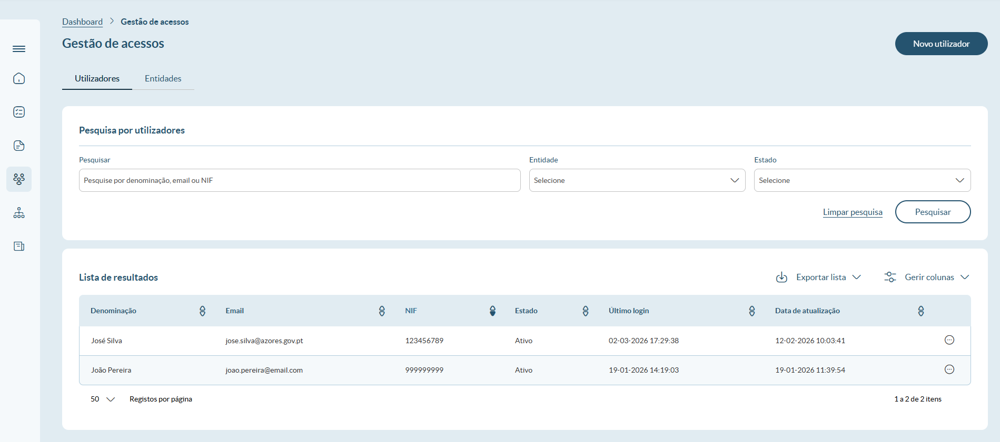 Dashboard > Gestão de acessos
Gestão de acessos
Novo utilizador
Utilizadores Entidades
Pesquisa por utilizadores
Pesquisar Entidade Estado
Pesquise por denominação, email ou NIF Selecione Selecione
Limpar pesquisa Pesquisar
Lista de resultados Exportar lista Gerir colunas
Denominação Email NIF Estado Último login Data de atualização
José Silva jose.silva@azores.gov.pt 123456789 Ativo 02-03-2026 17:29:38 12-02-2026 10:03:41
João Pereira joao.pereira@email.com 999999999 Ativo 19-01-2026 14:19:03 19-01-2026 11:39:54
50 Registos por página 1 a 2 de 2 itens